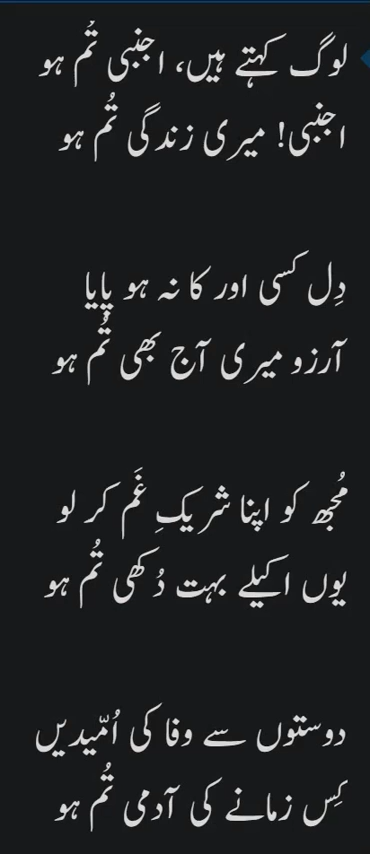 لوگ کہتے ہیں، اجنبی تُم ہو
اجنبی! میری زندگی تُم ہو
دِل کسی اور کا نہ ہو پایا
آرزو میری آج بھی تُم ہو
مُجھ کو اپنا شریکِ غَم کر لو
یوں اکیلے بہت دُکھی تُم ہو
دوستوں سے وفا کی اُمّیدیں
کِس زمانے کی آدمی تُم ہو